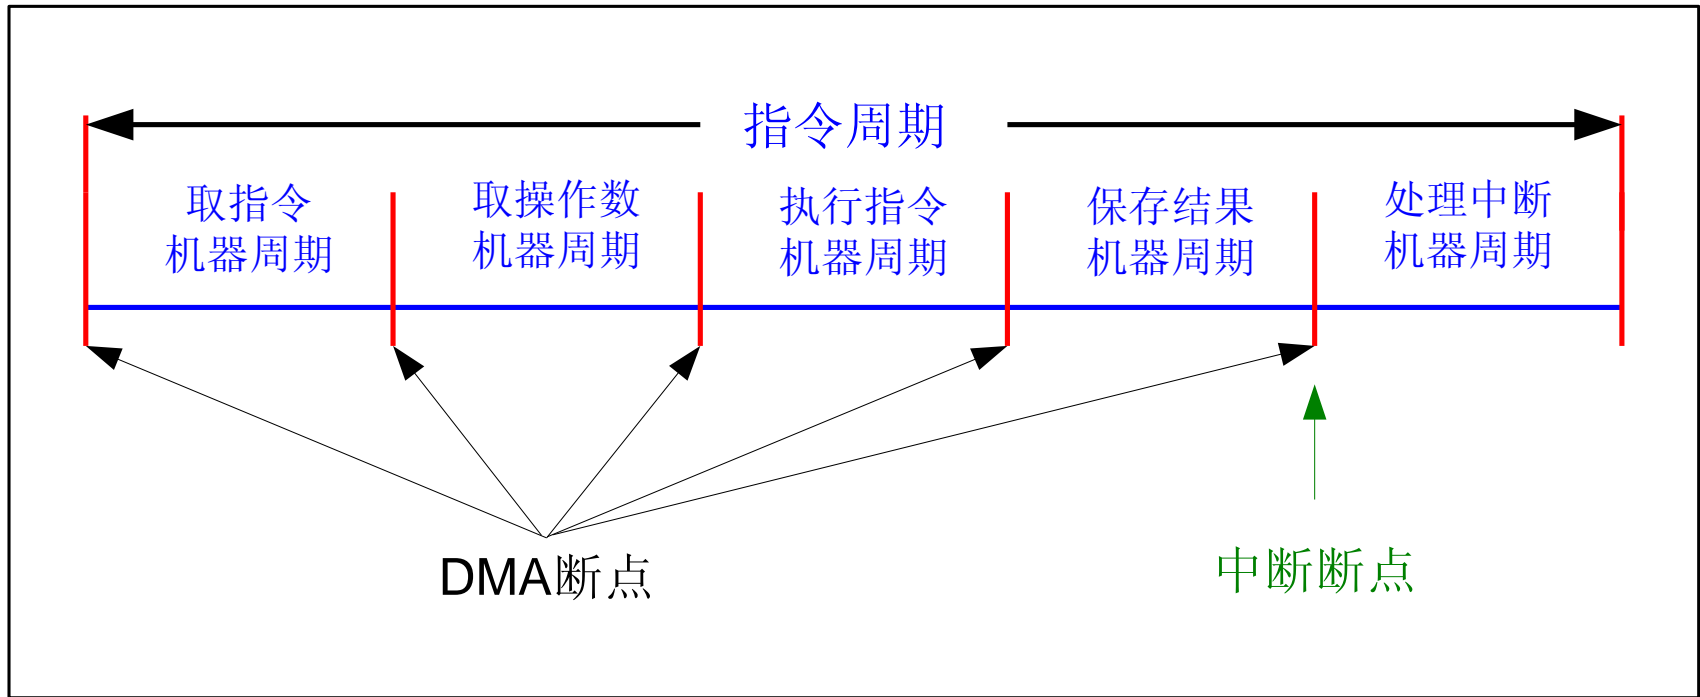 指令周期
取指令
机器周期
取操作数
机器周期
执行指令
机器周期
保存结果
机器周期
处理中断
机器周期
DMA断点
中断断点